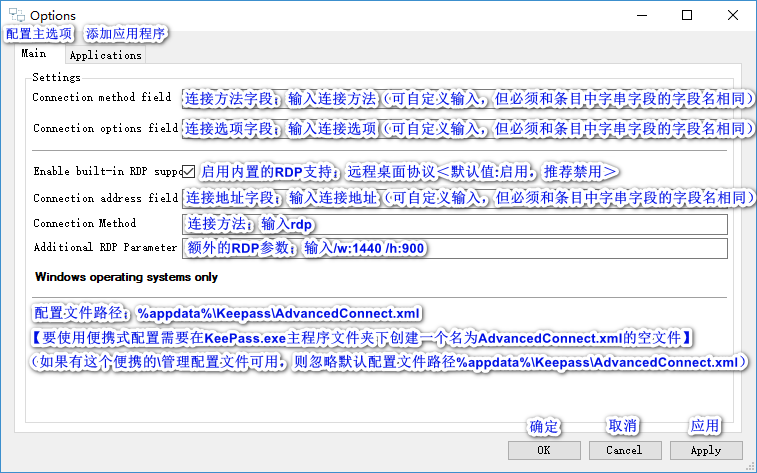 Options
配置主选项 添加应用程序
Main Applications
Settings
Connection method field 连接方法字段；输入连接方法（可自定义输入，但必须和条目中字串字段的字段名相同）
Connection options field 连接选项字段；输入连接选项（可自定义输入，但必须和条目中字串字段的字段名相同）
Enable built-in RDP suppo 启用内置的RDP支持；远程桌面协议＜默认值:启用，推荐禁用＞
Connection address field 连接地址字段；输入连接地址（可自定义输入，但必须和条目中字串字段的字段名相同）
Connection Method 连接方法；输入rdp
Additional RDP Parameter 额外的RDP参数；输入/w:1440 /h:900
Windows operating systems only
配置文件路径；%appdata%\Keepass\AdvancedConnect.xml
【要使用便携式配置需要在KeePass.exe主程序文件夹下创建一个名为AdvancedConnect.xml的空文件】
（如果有这个便携的\管理配置文件可用，则忽略默认配置文件路径%appdata%\Keepass\AdvancedConnect.xml）
确定 取消 应用
OK Cancel Apply